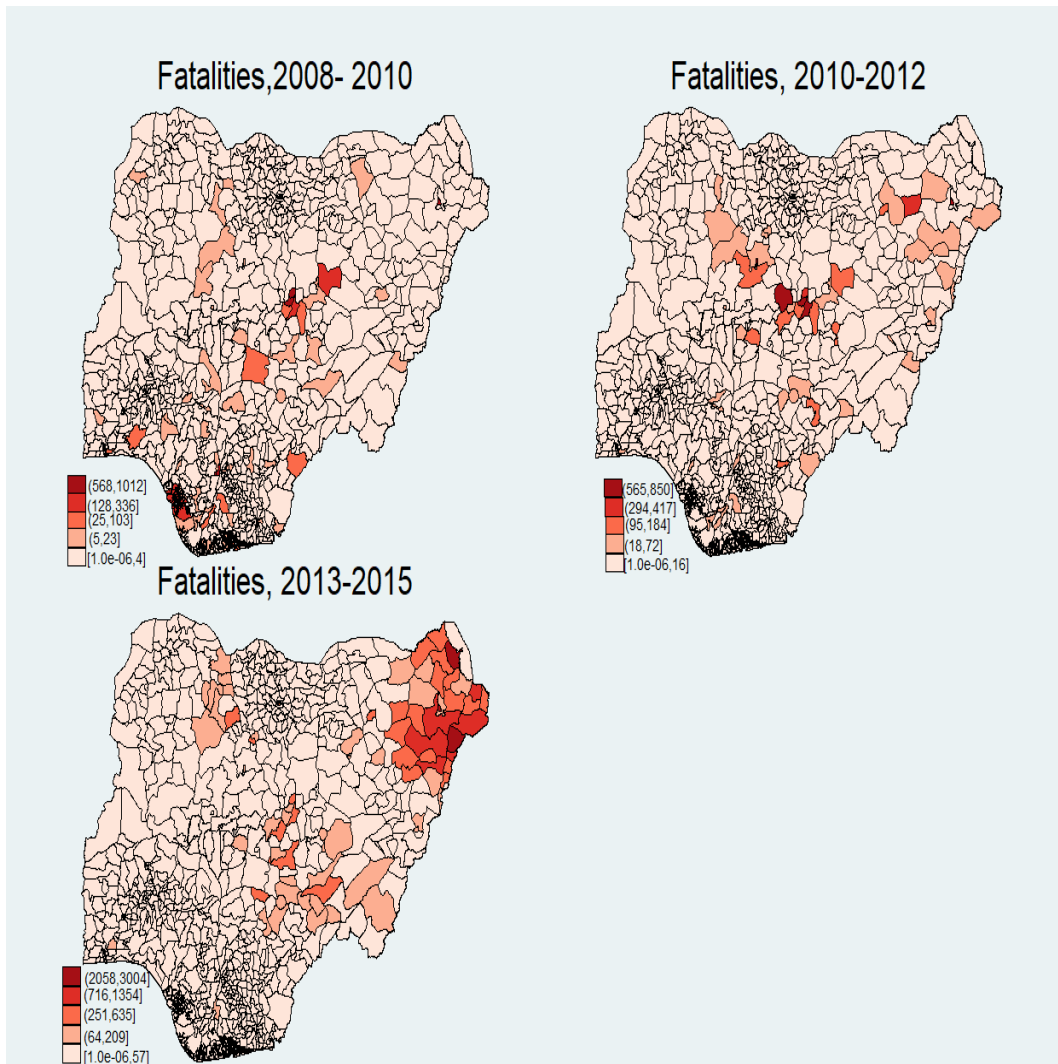 Fatalities,2008- 2010
(568,1012]
(128,336]
(25,103]
(5,23]
[1.0e-06,4]
Fatalities, 2010-2012
(565,850]
(294,417]
(95,184]
(18,72]
[1.0e-06,16]
Fatalities, 2013-2015
(2058,3004]
(716,1354]
(251,635]
(64,209]
[1.0e-06,57]